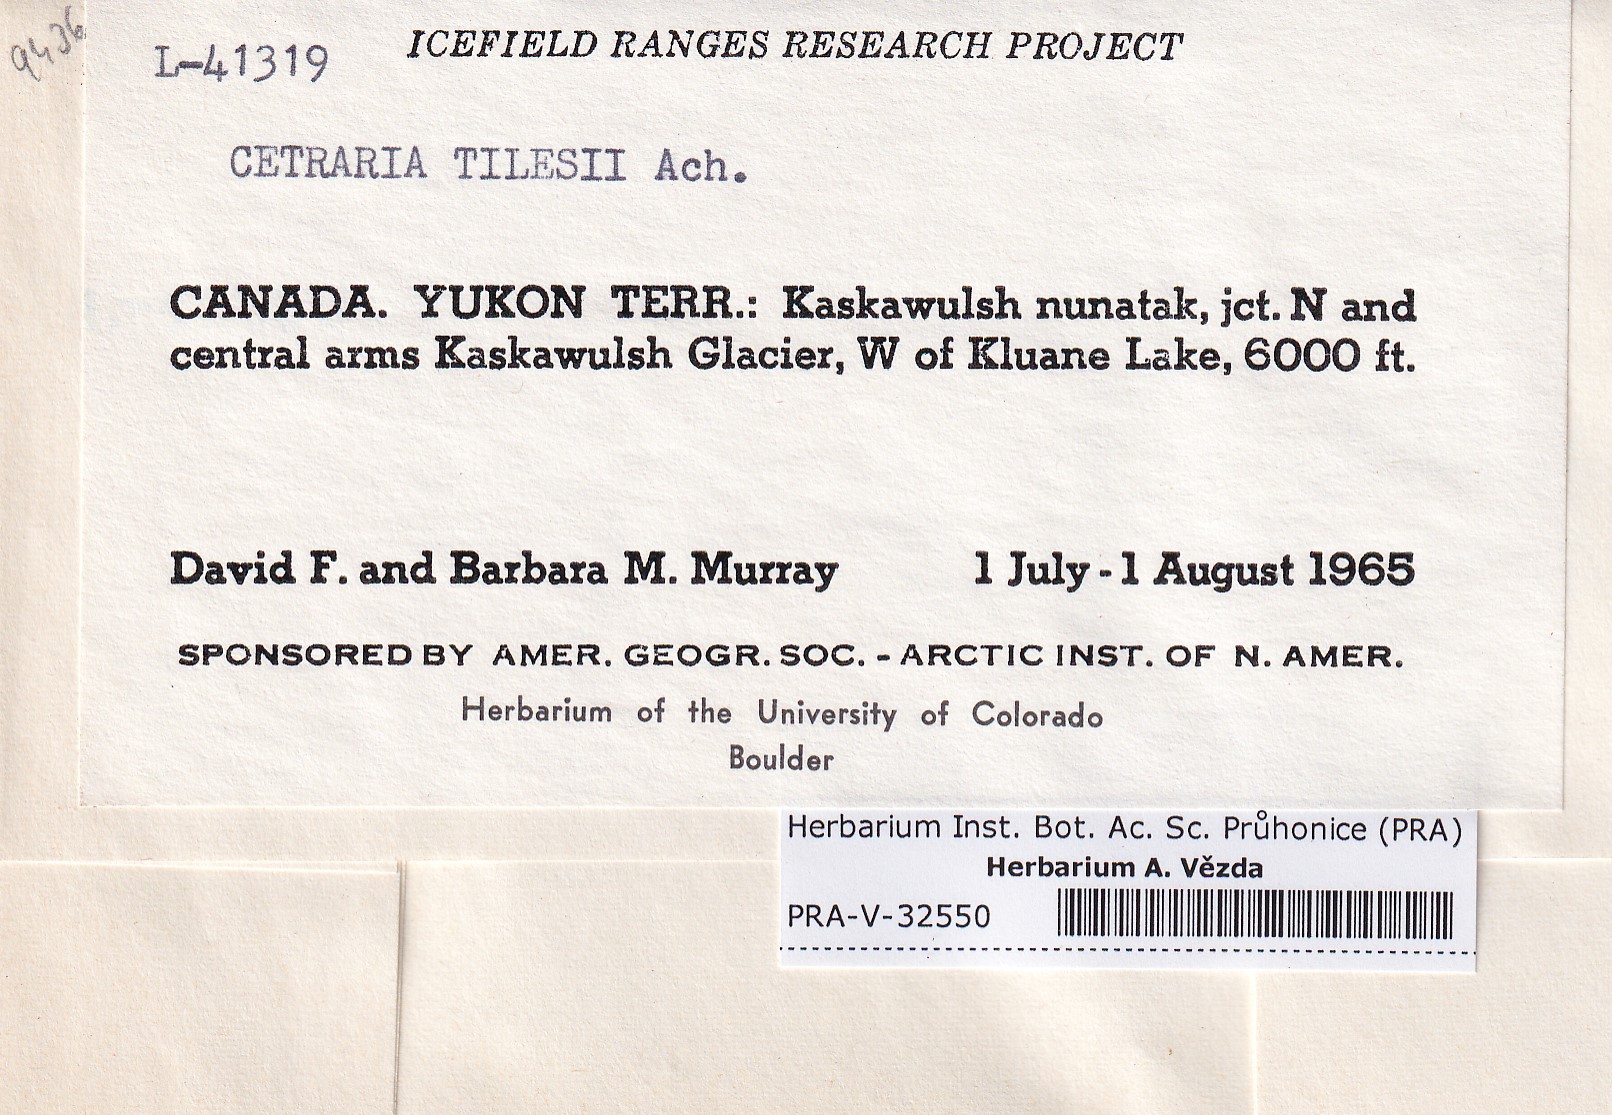 9436
L-41319
ICEFIELD RANGES RESEARCH PROJECT
CETRARIA TILESII Ach.
CANADA. YUKON TERR.: Kaskawulsh nunatak, jct. N and
central arms Kaskawulsh Glacier, W of Kluane Lake, 6000 ft.
David F. and Barbara M. Murray 1 July - 1 August 1965
SPONSORED BY AMER. GEOGR. SOC. - ARCTIC INST. OF N. AMER.
Herbarium of the University of Colorado
Boulder
Herbarium Inst. Bot. Ac. Sc. Průhonice (PRA)
Herbarium A. Vězda
PRA-V-32550